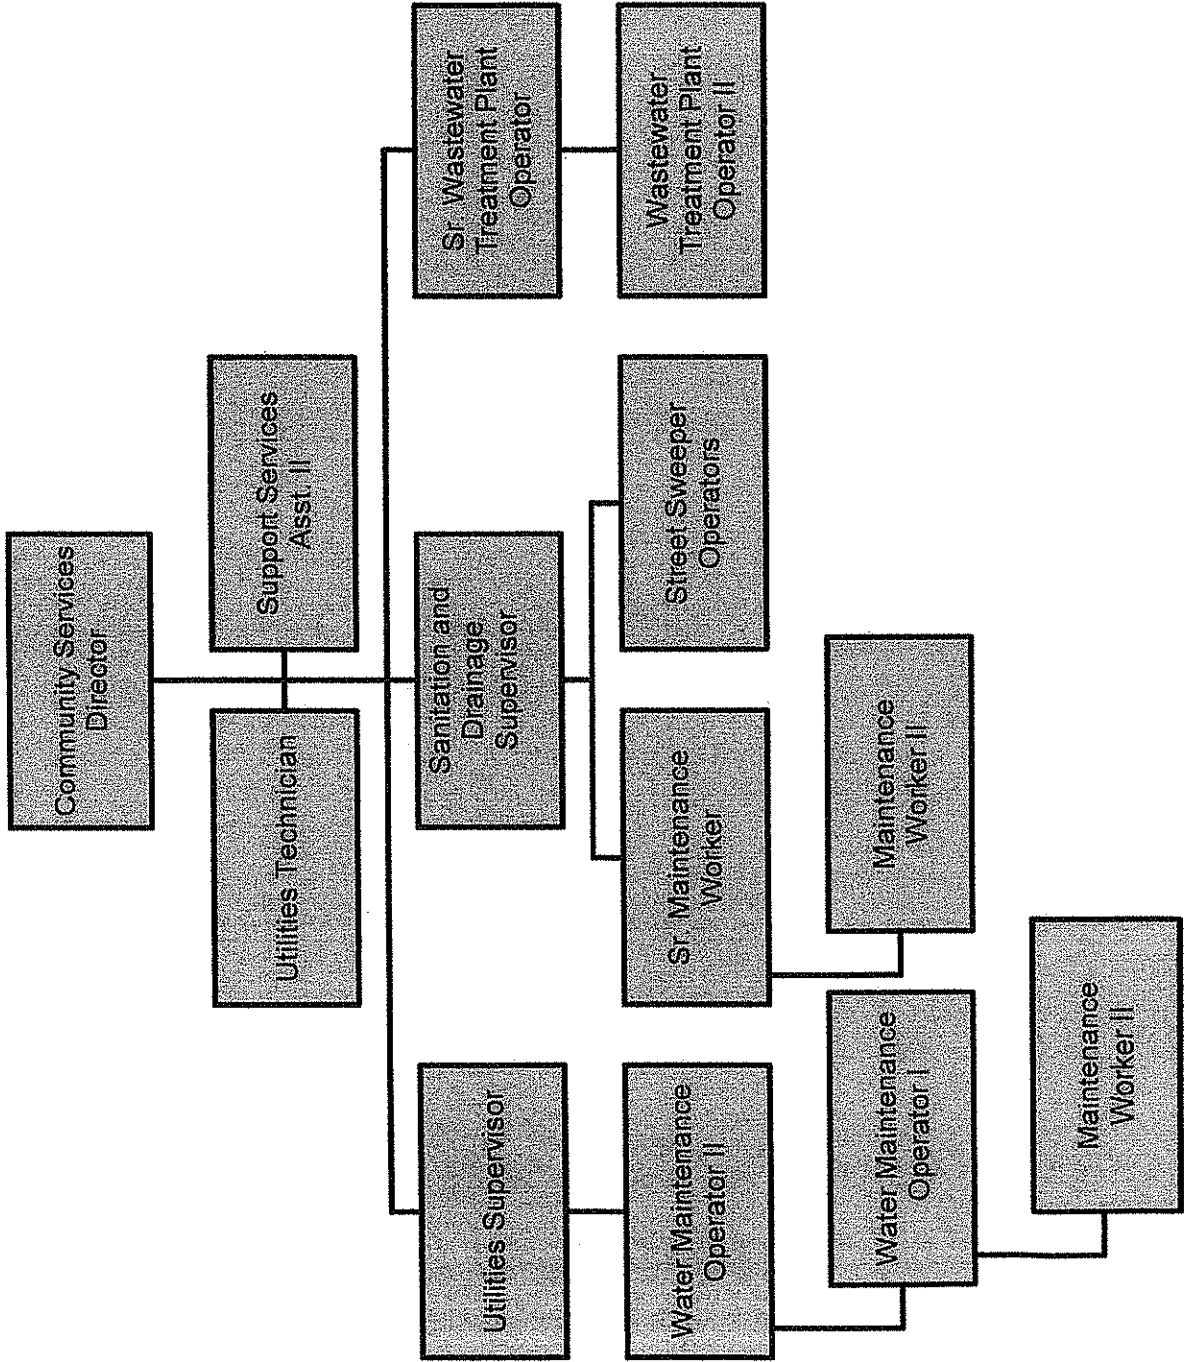 Community Services
Director
Utilities Technician
Support Services
Asst. II
Utilities Supervisor
Sanitation and
Drainage
Supervisor
Sr. Wastewater
Treatment Plant
Operator
Water Maintenance
Operator II
Sr. Maintenance
Worker
Street Sweeper
Operators
Wastewater
Treatment Plant
Operator II
Water Maintenance
Operator I
Maintenance
Worker II
Maintenance
Worker II